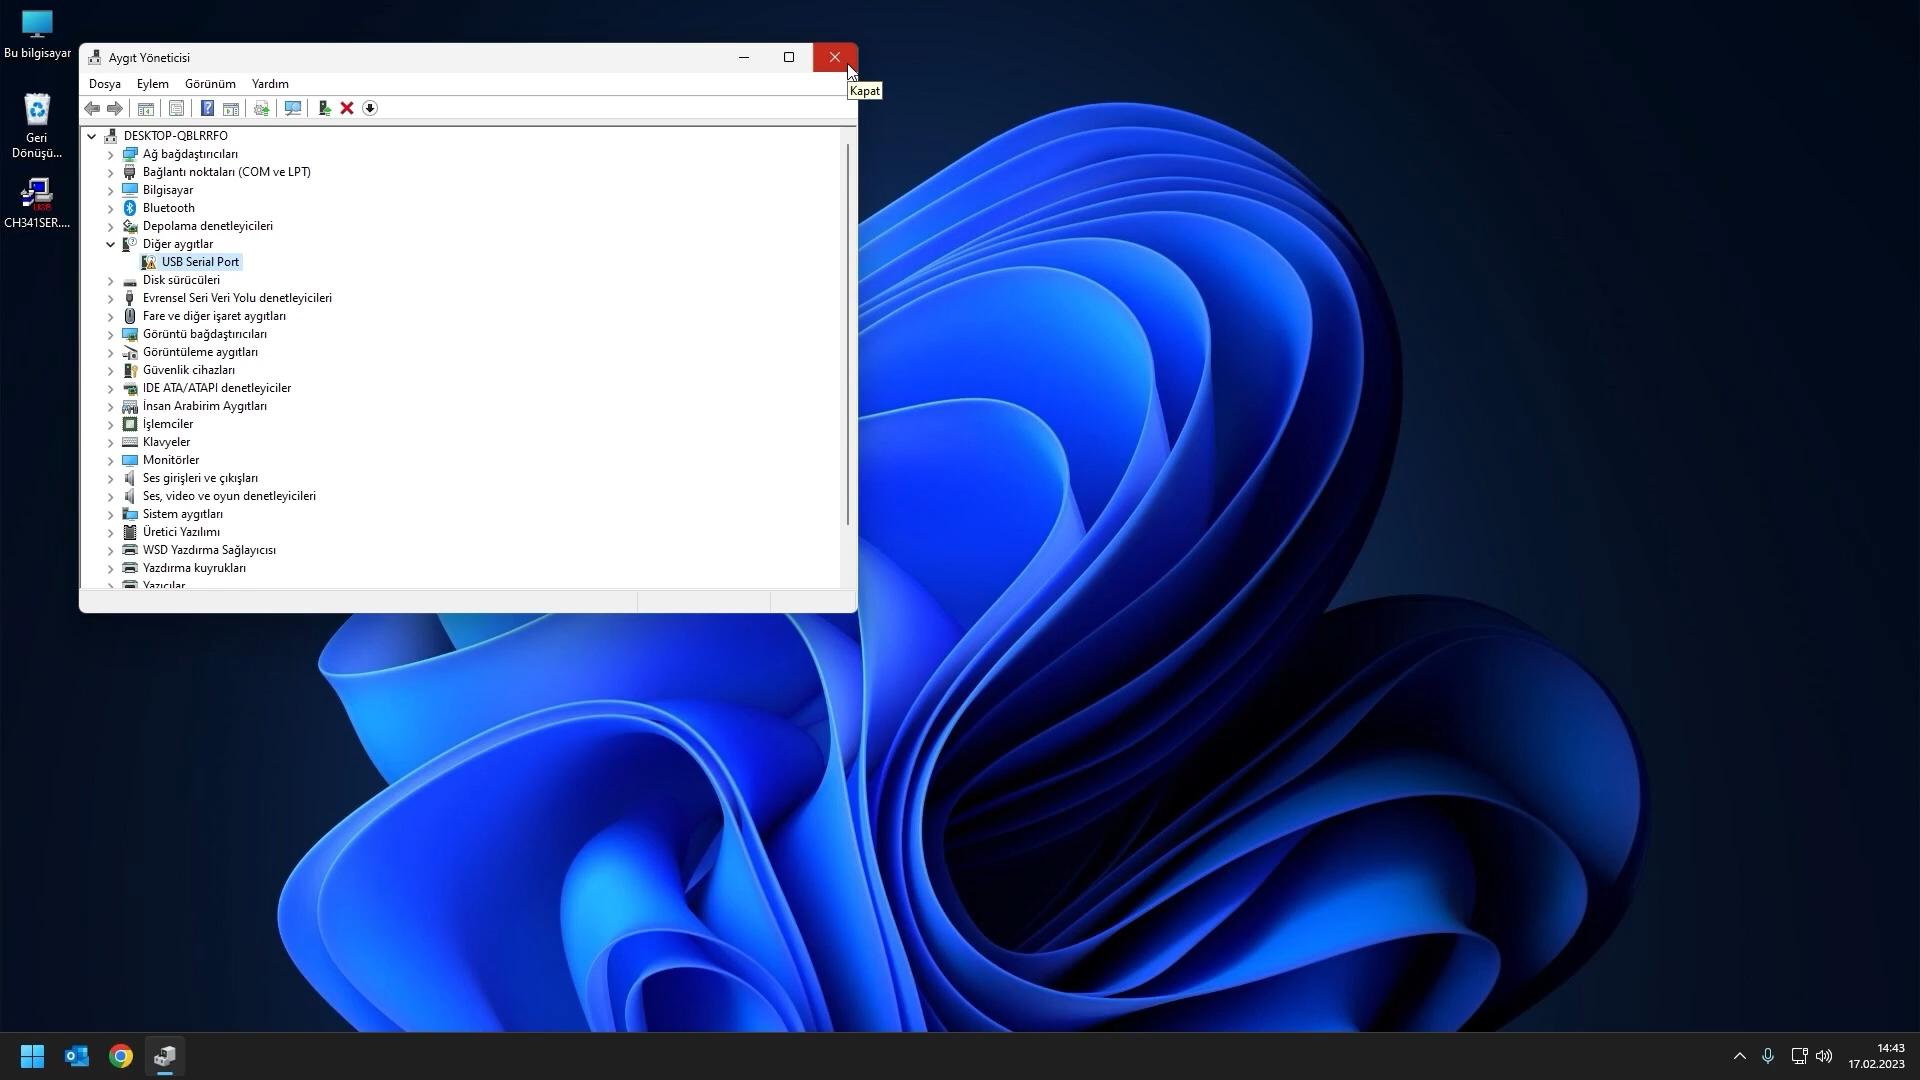 Bu bilgisayar
Geri
Dönüşü...
CH341SER....
Aygıt Yöneticisi
Kapat
Dosya Eylem Görünüm Yardım
DESKTOP-QBLRRFO
Ağ bağdaştırıcıları
Bağlantı noktaları (COM ve LPT)
Bilgisayar
Bluetooth
Depolama denetleyicileri
Diğer aygıtlar
USB Serial Port
Disk sürücüleri
Evrensel Seri Veri Yolu denetleyicileri
Fare ve diğer işaret aygıtları
Görüntü bağdaştırıcıları
Görüntüleme aygıtları
Güvenlik cihazları
IDE ATA/ATAPI denetleyiciler
İnsan Arabirim Aygıtları
İşlemciler
Klavyeler
Monitörler
Ses girişleri ve çıkışları
Ses, video ve oyun denetleyicileri
Sistem aygıtları
Üretici Yazılımı
WSD Yazdırma Sağlayıcısı
Yazdırma kuyrukları
Yazıcılar
14:43
17.02.2023